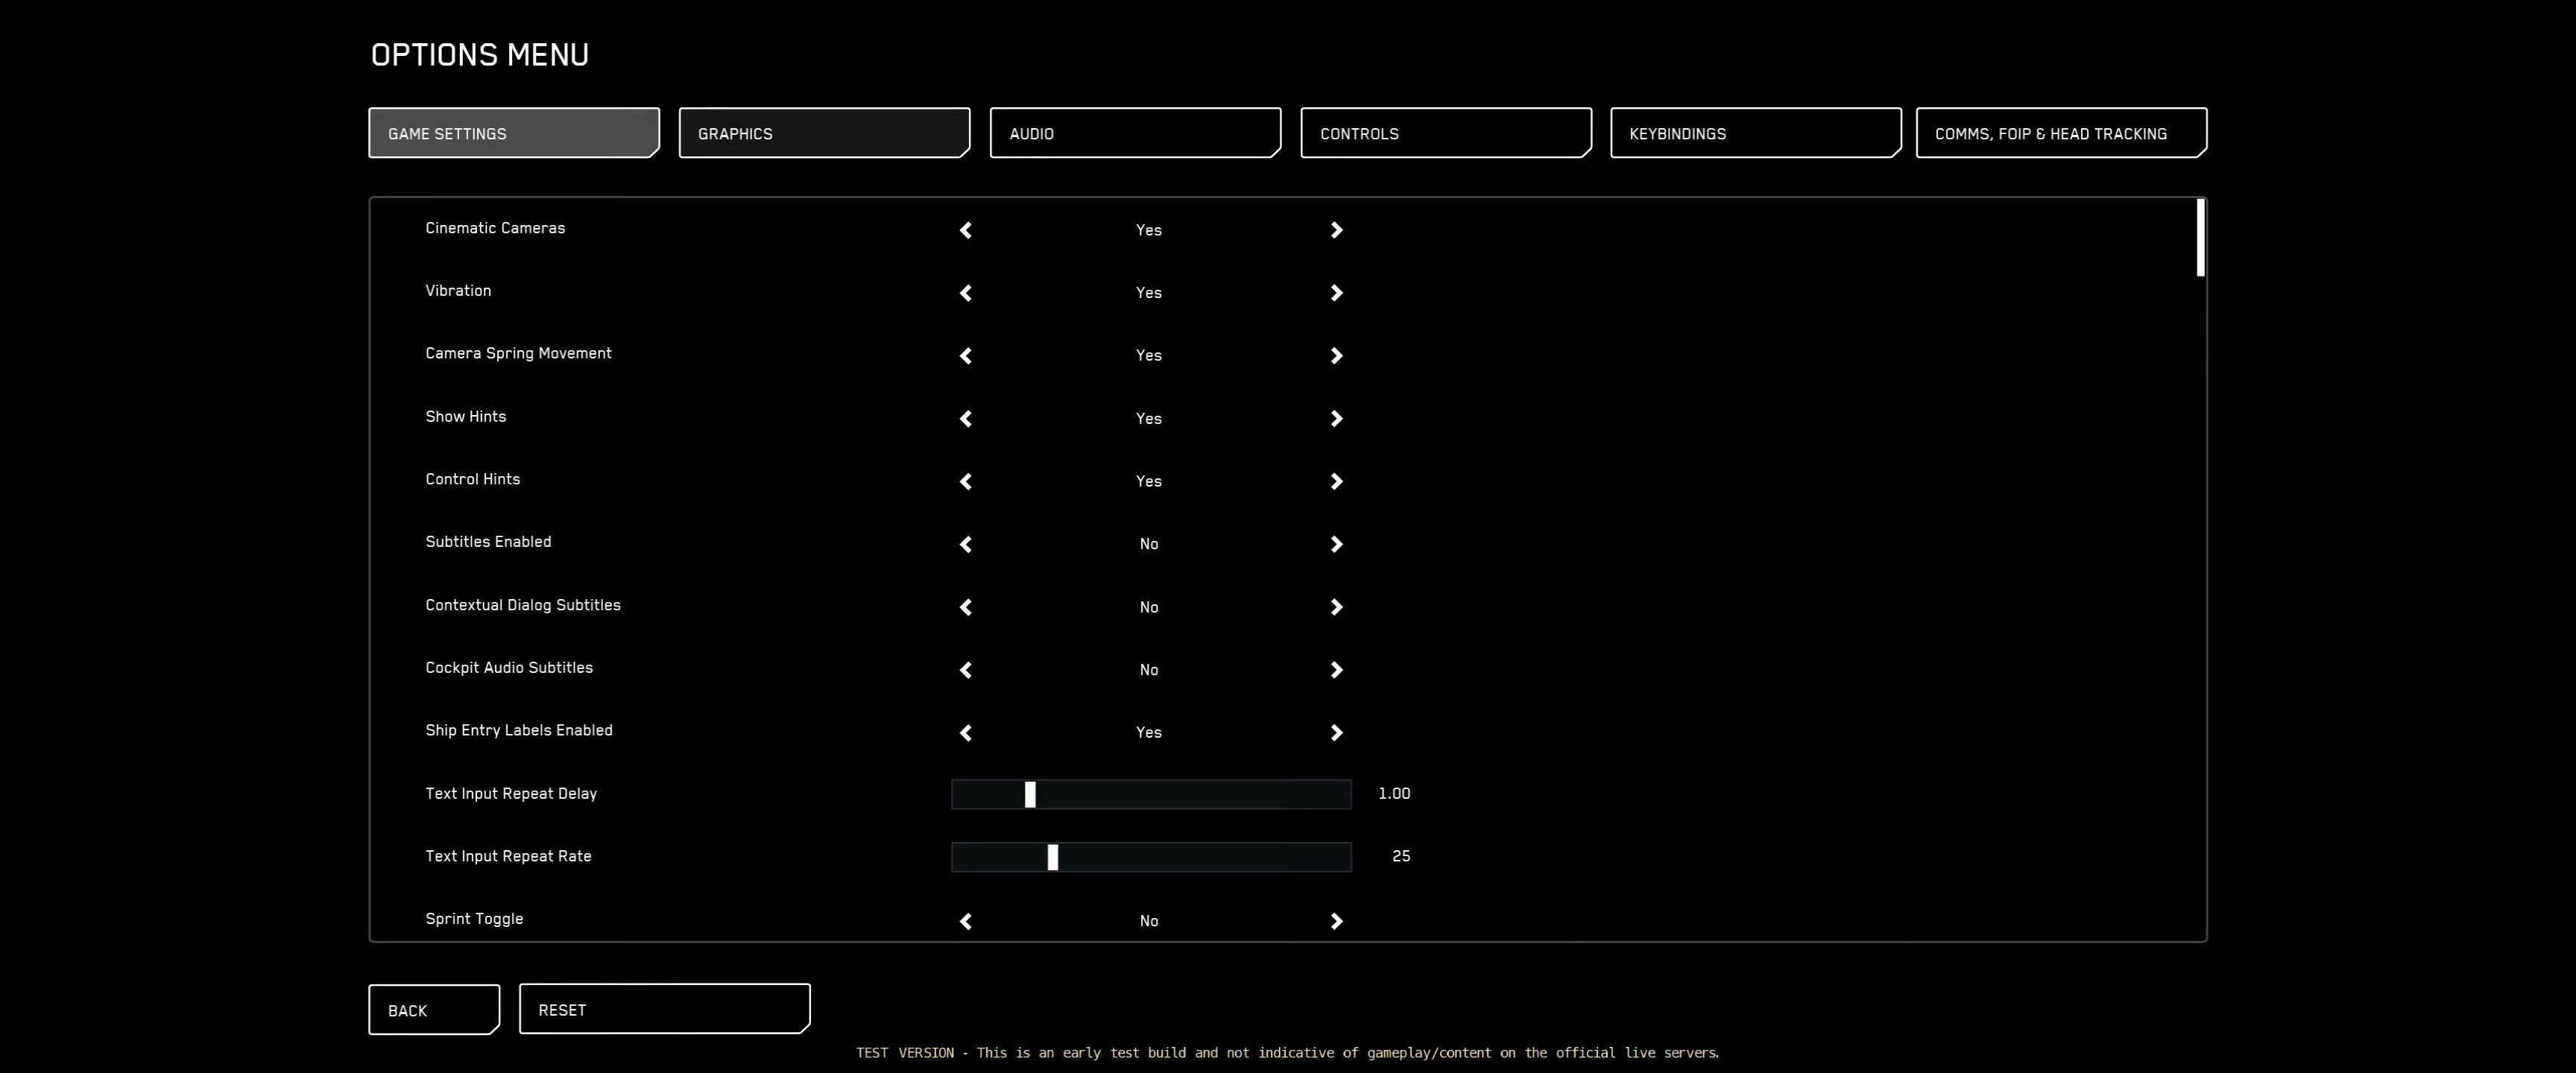 OPTIONS MENU
GAME SETTINGS GRAPHICS AUDIO CONTROLS KEYBINDINGS COMMS, FOIP & HEAD TRACKING
Cinematic Cameras Yes
Vibration Yes
Camera Spring Movement Yes
Show Hints Yes
Control Hints Yes
Subtitles Enabled No
Contextual Dialog Subtitles No
Cockpit Audio Subtitles No
Ship Entry Labels Enabled Yes
Text Input Repeat Delay 1.00
Text Input Repeat Rate 25
Sprint Toggle No
BACK RESET
TEST VERSION - This is an early test build and not indicative of gameplay/content on the official live servers.